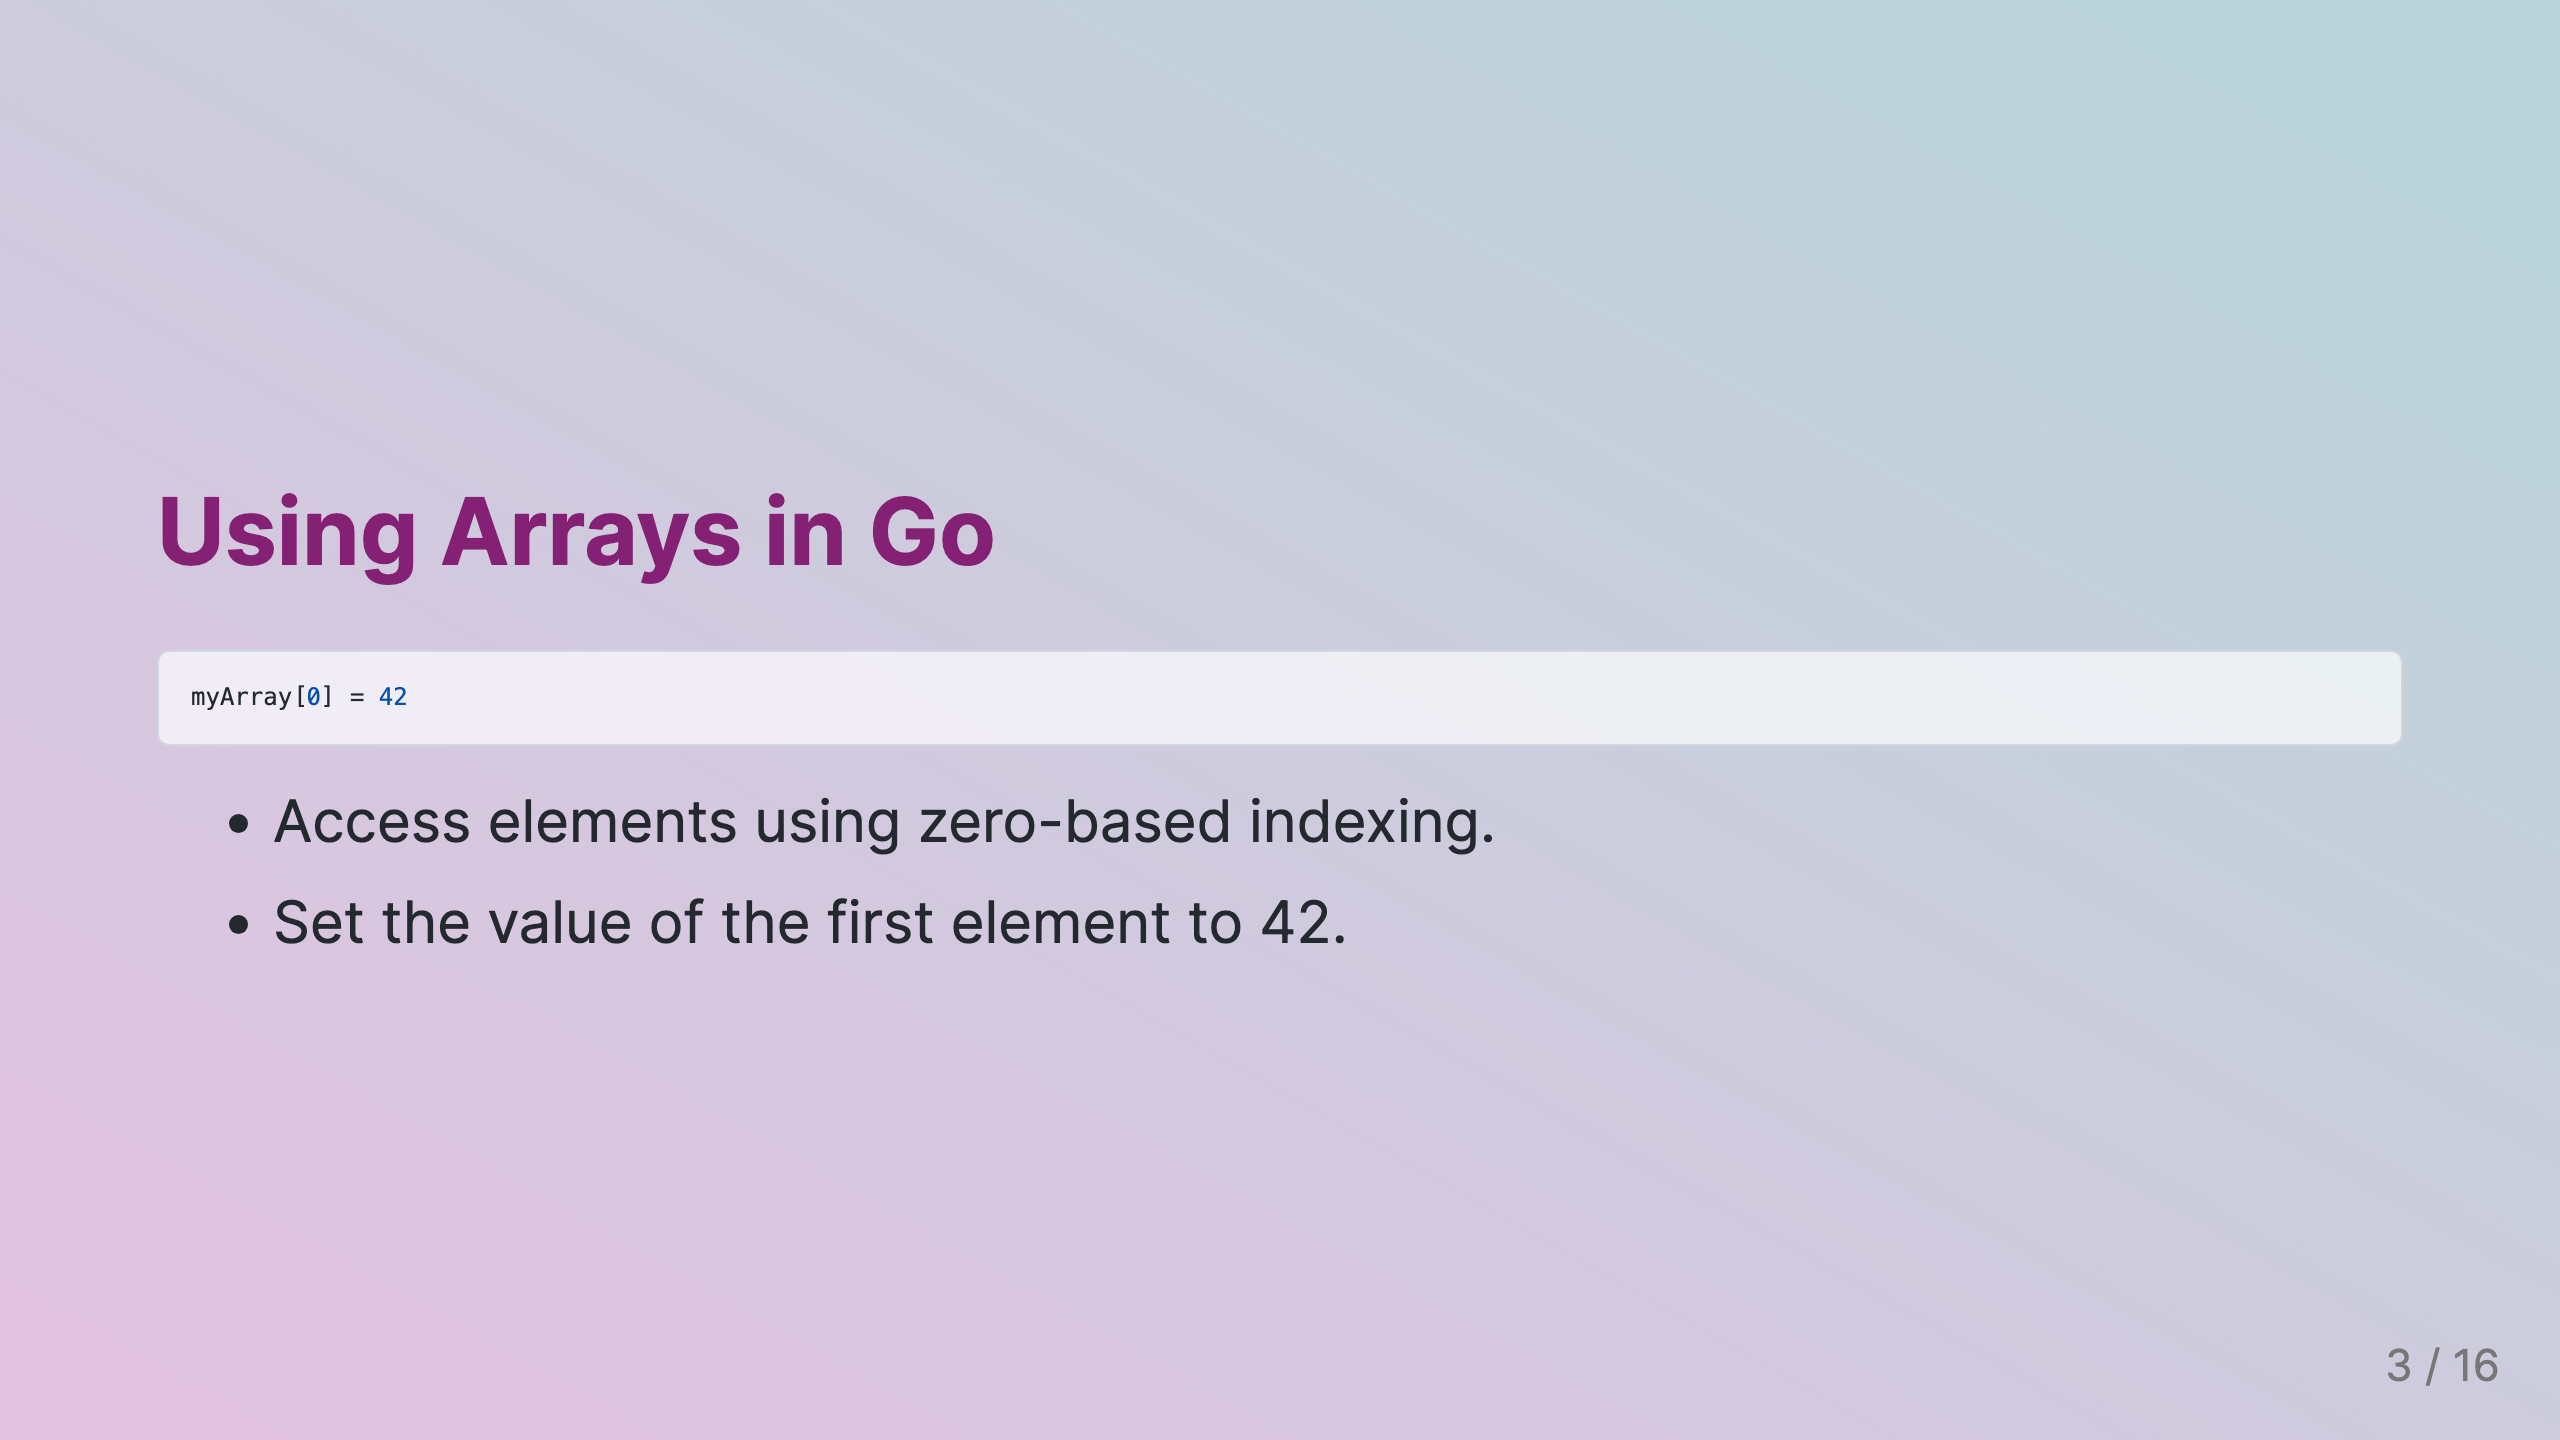 Using Arrays in Go
myArray[0] = 42
• Access elements using zero-based indexing.
• Set the value of the first element to 42.
3 / 16